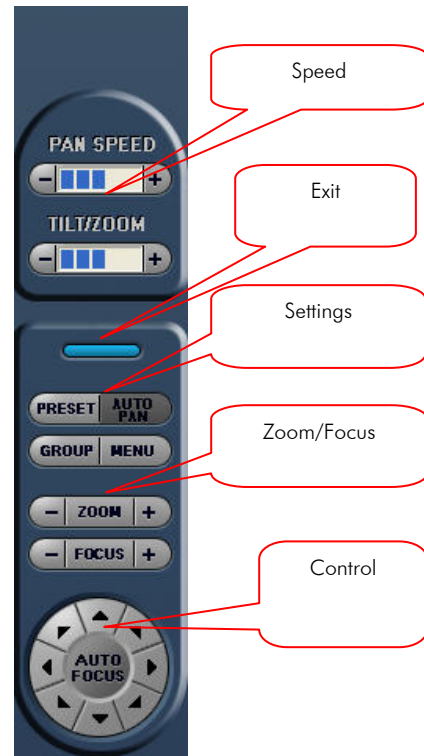 Speed
PAN SPEED
- +
Exit
TILT/ZOOM
- +
Settings
PRESET AUTO PAN
GROUP MENU
Zoom/Focus
- ZOOM +
- FOCUS +
Control
AUTO
FOCUS